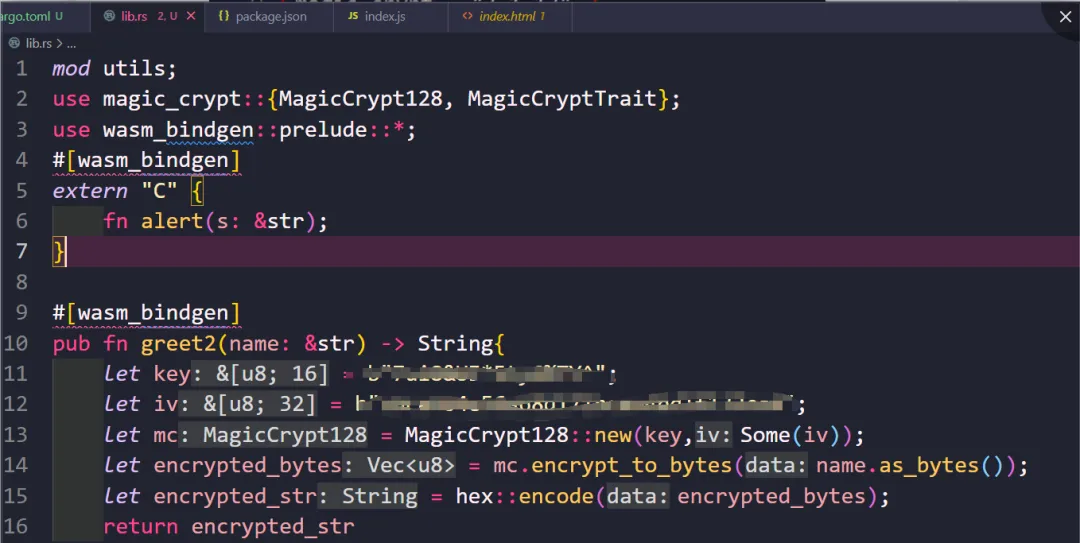 argo.toml U lib.rs 2, U × {} package.json JS index.js <> index.html 1 ×
lib.rs > ...
1 mod utils;
2 use magic_crypt::{MagicCrypt128, MagicCryptTrait};
3 use wasm_bindgen::prelude::*;
4 #[wasm_bindgen]
5 extern "C" {
6 fn alert(s: &str);
7 }
8
9 #[wasm_bindgen]
10 pub fn greet2(name: &str) -> String{
11 let key: &[u8; 16] = b" ";
12 let iv: &[u8; 32] = b" ";
13 let mc: MagicCrypt128 = MagicCrypt128::new(key,iv: Some(iv));
14 let encrypted_bytes: Vec<u8> = mc.encrypt_to_bytes(data: name.as_bytes());
15 let encrypted_str: String = hex::encode(data: encrypted_bytes);
16 return encrypted_str